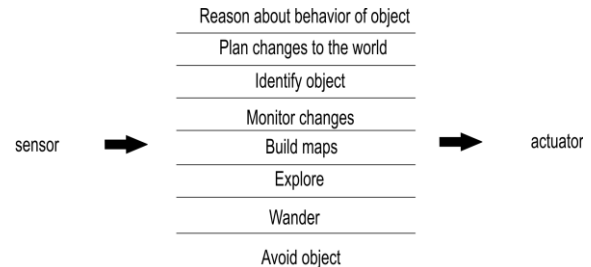 Reason about behavior of object
Plan changes to the world
Identify object
Monitor changes
sensor
Build maps
actuator
Explore
Wander
Avoid object